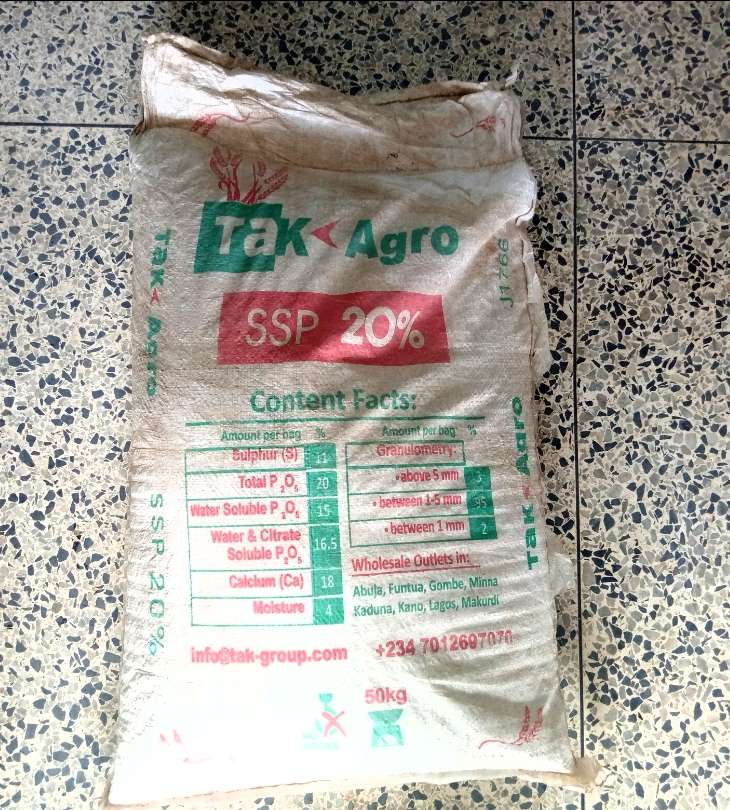 Tak Agro
SSP 20%
Content Facts:
Amount per bag %
Sulphur (S) 11
Total P2O5 20
Water Soluble P2O5 15
Water & Citrate
Soluble P2O5 16.5
Calcium (Ca) 18
Moisture 4
Amount per bag %
Granulometry:
•above 5 mm 3
• between 1-5 mm 95
• between 1 mm 2
Wholesale Outlets in:
Abuja, Funtua, Gombe, Minna
Kaduna, Kano, Lagos, Makurdi
info@tak-group.com
+234 7012697070
50kg
Tak Agro
SSP 20%
J1766
Tak Agro